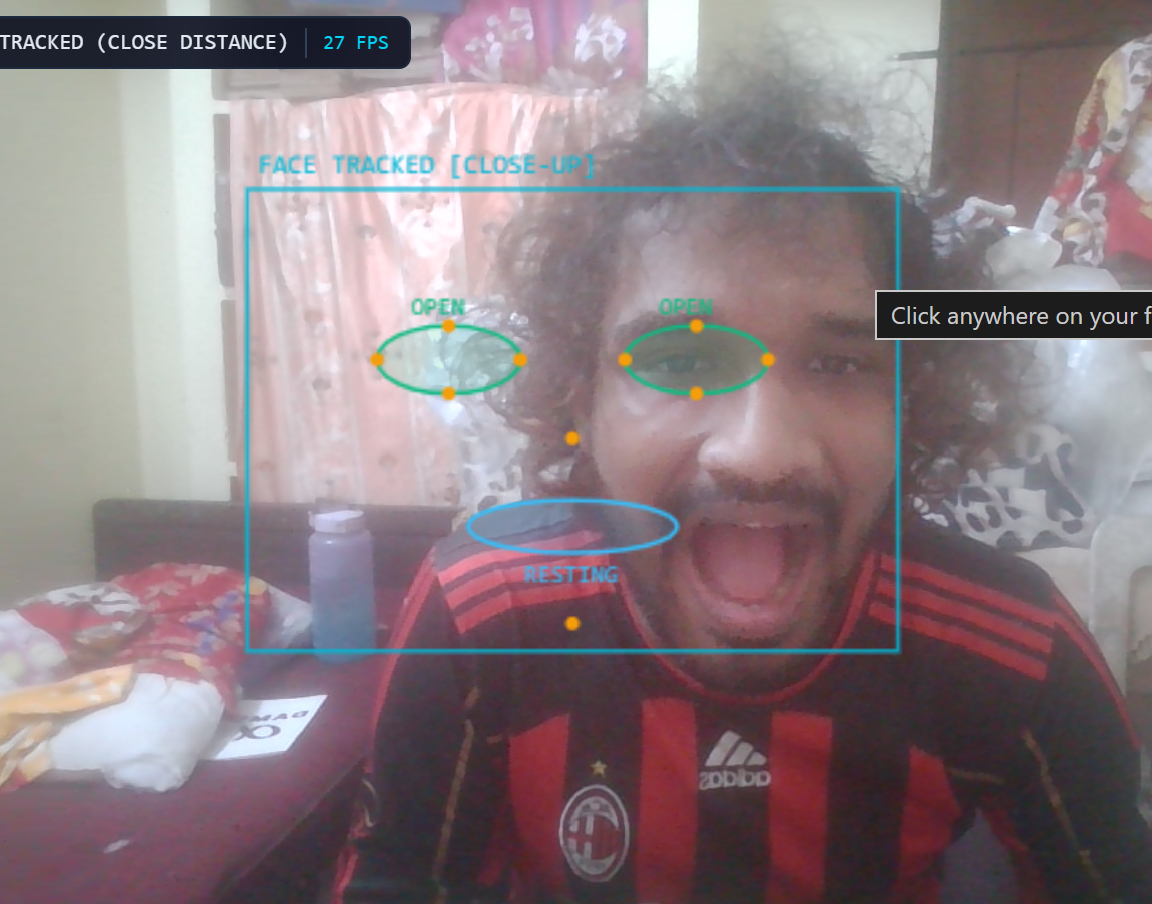 TRACKED (CLOSE DISTANCE) 27 FPS
FACE TRACKED [CLOSE-UP]
OPEN OPEN
Click anywhere on your f
RESTING
adidas